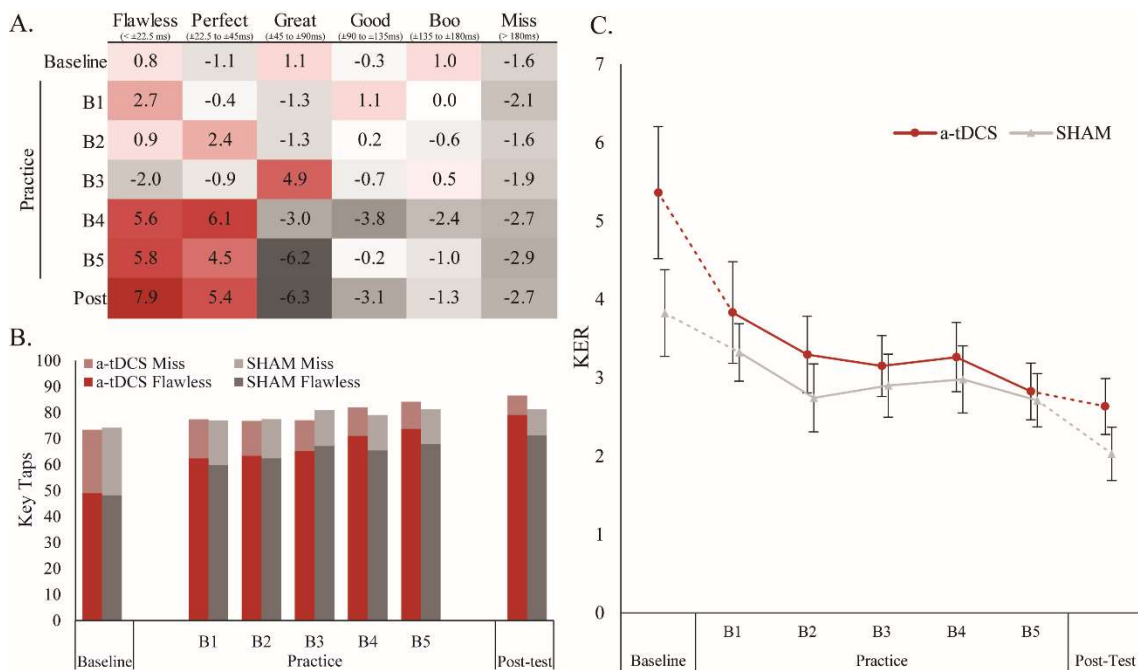 A.
Flawless Perfect Great Good Boo Miss
(< ±22.5 ms) (±22.5 to ±45ms) (±45 to ±90ms) (±90 to ±135ms) (±135 to ±180ms) (> 180ms)
Baseline 0.8 -1.1 1.1 -0.3 1.0 -1.6
Practice
B1 2.7 -0.4 -1.3 1.1 0.0 -2.1
B2 0.9 2.4 -1.3 0.2 -0.6 -1.6
B3 -2.0 -0.9 4.9 -0.7 0.5 -1.9
B4 5.6 6.1 -3.0 -3.8 -2.4 -2.7
B5 5.8 4.5 -6.2 -0.2 -1.0 -2.9
Post 7.9 5.4 -6.3 -3.1 -1.3 -2.7
B.
a-tDCS Miss SHAM Miss
a-tDCS Flawless SHAM Flawless
Key Taps
100
90
80
70
60
50
40
30
20
10
0
B1 B2 B3 B4 B5
Baseline Practice Post-test
C.
a-tDCS SHAM
KER
7
6
5
4
3
2
1
0
B1 B2 B3 B4 B5
Baseline Practice Post-Test